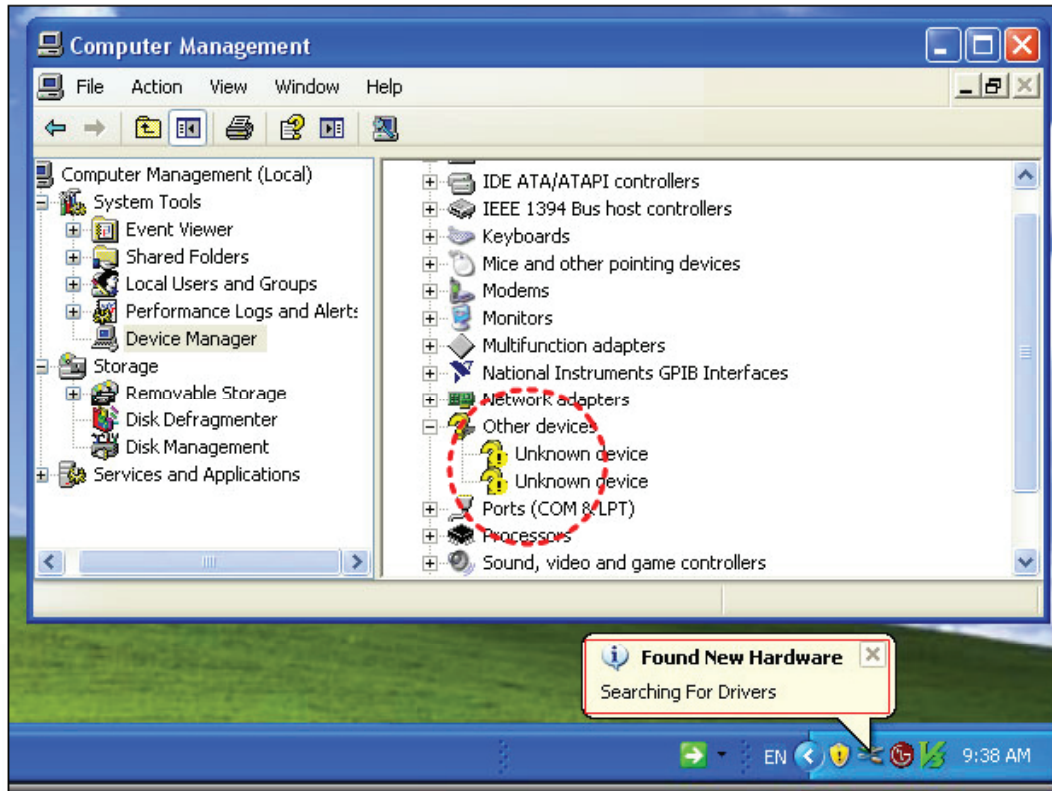 Computer Management
File Action View Window Help
Computer Management (Local)
System Tools
Event Viewer
Shared Folders
Local Users and Groups
Performance Logs and Alerts
Device Manager
Storage
Removable Storage
Disk Defragmenter
Disk Management
Services and Applications
IDE ATA/ATAPI controllers
IEEE 1394 Bus host controllers
Keyboards
Mice and other pointing devices
Modems
Monitors
Multifunction adapters
National Instruments GPIB Interfaces
Network adapters
Other devices
Unknown device
Unknown device
Ports (COM & LPT)
Processors
Sound, video and game controllers
Found New Hardware
Searching For Drivers
EN 9:38 AM